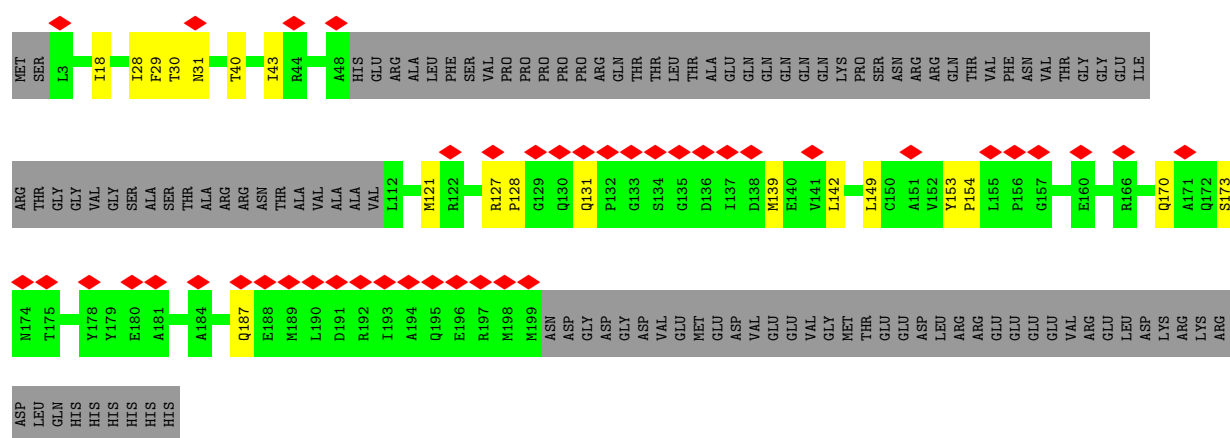 MET SER L3 I18 I28 F29 T30 N31 T40 I43 R44 A48 HIS GLU ARG ALA LEU PHE SER VAL PRO PRO PRO PRO PRO ARG GLN THR THR LEU THR ALA GLU GLN GLN GLN GLN GLN LYS PRO SER ASN ARG ARG GLN THR VAL PHE ASN VAL THR GLY GLY GLU ILE
ARG THR GLY GLY VAL GLY SER ALA SER THR ALA ARG ARG ASN THR ALA VAL ALA ALA VAL L112 M121 R122 R127 P128 G129 Q130 Q131 P132 G133 S134 G135 D136 I137 D138 M139 E140 V141 L142 L149 C150 A151 V152 Y153 P154 L155 P156 G157 E160 R166 Q170 A171 Q172 S173
N174 T175 Y178 Y179 E180 A181 A184 Q187 E188 M189 L190 D191 R192 I193 A194 Q195 E196 R197 M198 M199 ASN ASP GLY ASP GLY ASP VAL GLU MET GLU ASP VAL GLU GLU VAL GLY MET THR GLU GLU ASP LEU ARG ARG GLU GLU GLU GLU VAL ARG GLU LEU ASP LYS ARG LYS ARG
ASP LEU GLN HIS HIS HIS HIS HIS HIS